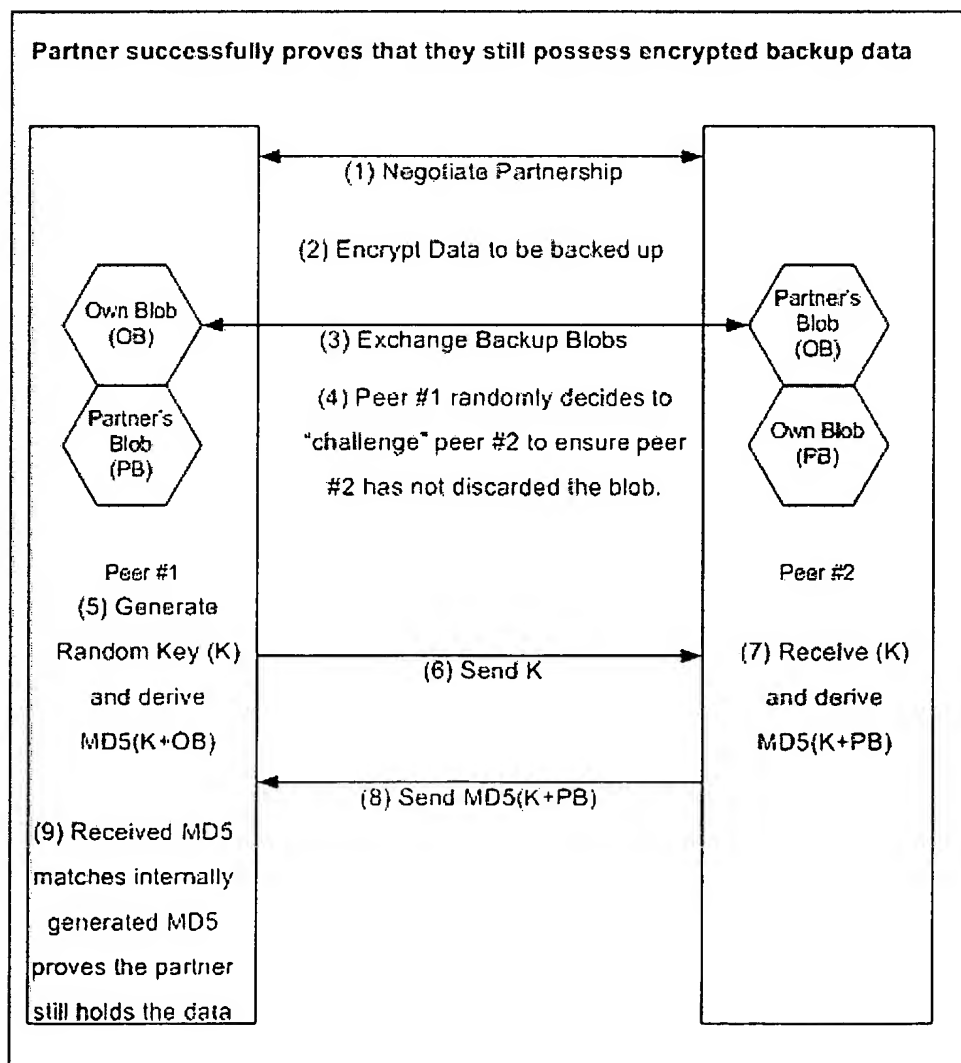 Partner successfully proves that they still possess encrypted backup data
(1) Negotiate Partnership
(2) Encrypt Data to be backed up
Own Blob
(OB)
Partner's
Blob
(OB)
(3) Exchange Backup Blobs
Partner's
Blob
(PB)
(4) Peer #1 randomly decides to
"challenge" peer #2 to ensure peer
#2 has not discarded the blob.
Own Blob
(PB)
Peer #1
Peer #2
(5) Generate
Random Key (K)
and derive
MD5(K+OB)
(6) Send K
(7) Receive (K)
and derive
MD5(K+PB)
(8) Send MD5(K+PB)
(9) Received MD5
matches internally
generated MD5
proves the partner
still holds the data